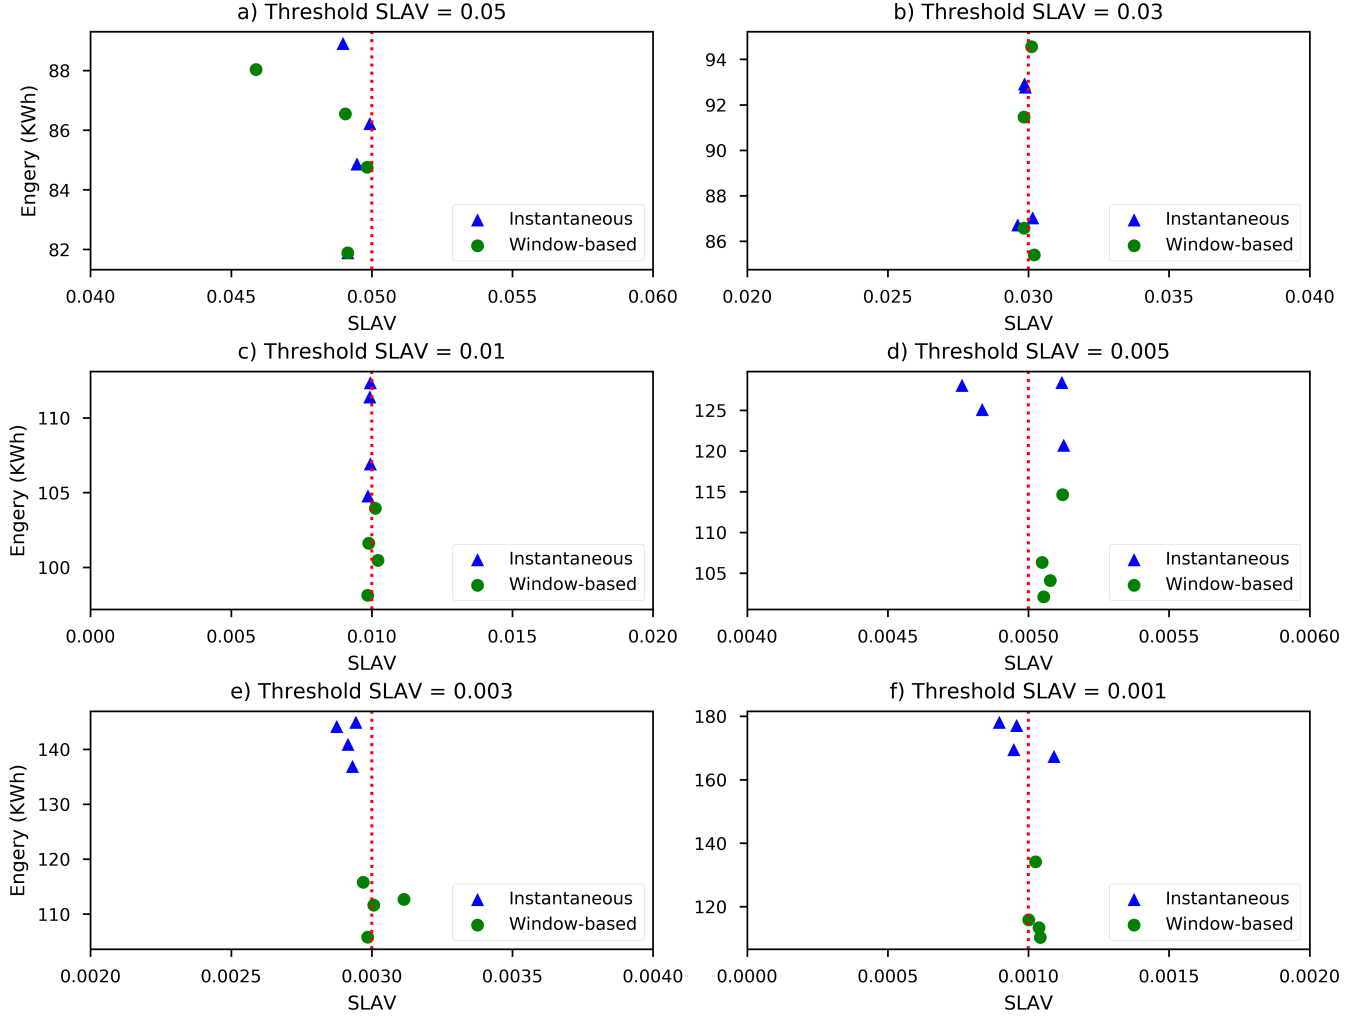 a) Threshold SLAV = 0.05
Engery (KWh)
88
86
84
82
0.040 0.045 0.050 0.055 0.060
SLAV
Instantaneous
Window-based
b) Threshold SLAV = 0.03
94
92
90
88
86
0.020 0.025 0.030 0.035 0.040
SLAV
Instantaneous
Window-based
c) Threshold SLAV = 0.01
Engery (KWh)
110
105
100
0.000 0.005 0.010 0.015 0.020
SLAV
Instantaneous
Window-based
d) Threshold SLAV = 0.005
125
120
115
110
105
0.0040 0.0045 0.0050 0.0055 0.0060
SLAV
Instantaneous
Window-based
e) Threshold SLAV = 0.003
Engery (KWh)
140
130
120
110
0.0020 0.0025 0.0030 0.0035 0.0040
SLAV
Instantaneous
Window-based
f) Threshold SLAV = 0.001
180
160
140
120
0.0000 0.0005 0.0010 0.0015 0.0020
SLAV
Instantaneous
Window-based